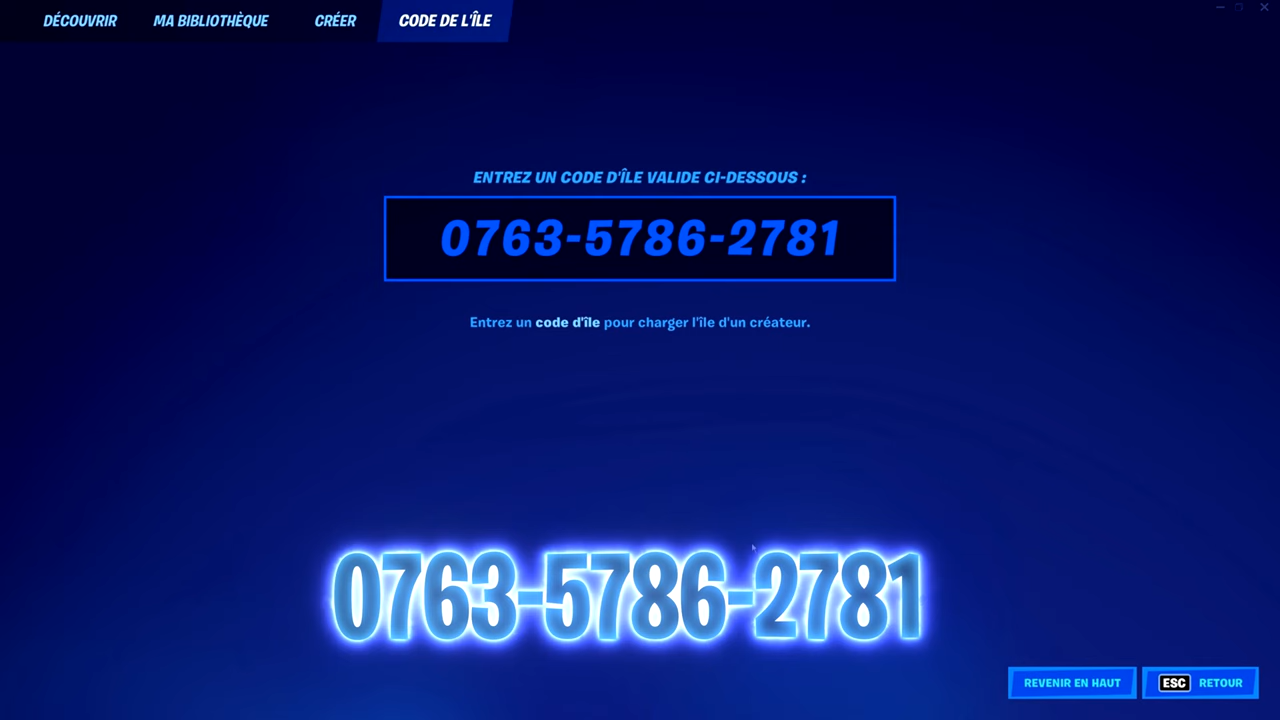 DÉCOUVRIR MA BIBLIOTHÈQUE CRÉER CODE DE L'ÎLE
ENTREZ UN CODE D'ÎLE VALIDE CI-DESSOUS :
0763-5786-2781
Entrez un code d'île pour charger l'île d'un créateur.
0763-5786-2781
REVENIR EN HAUT ESC RETOUR